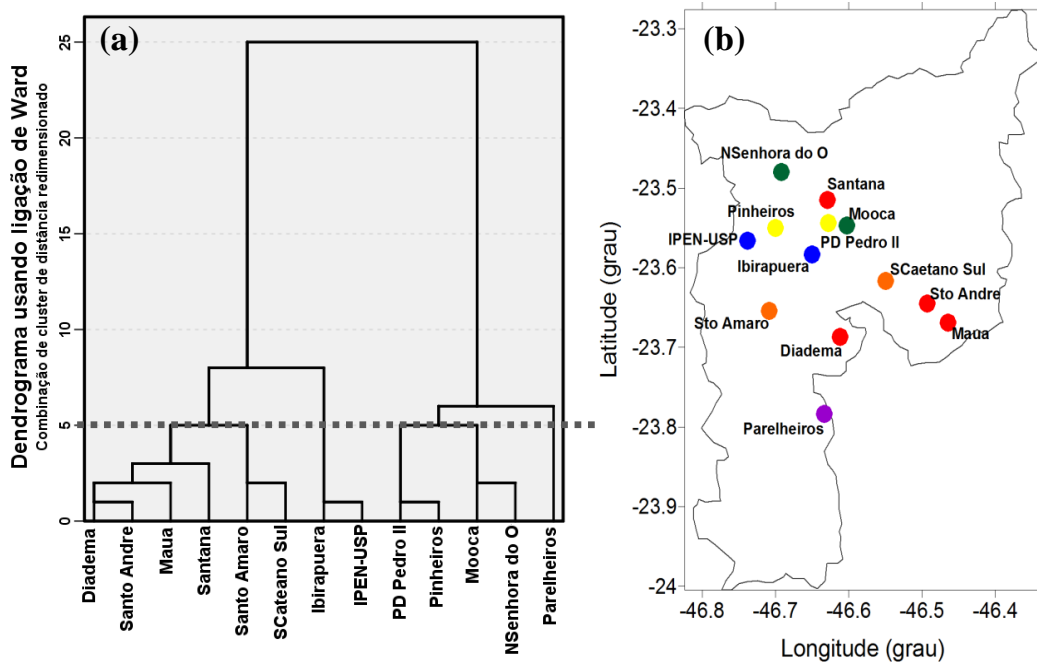 (a)
Dendrograma usando ligação de Ward
Combinação de cluster de distância redimensionado
25
20
15
10
5
0
Diadema
Santo Andre
Maua
Santana
Santo Amaro
SCateano Sul
Ibirapuera
IPEN-USP
PD Pedro II
Pinheiros
Mooca
NSenhora do O
Parelheiros
(b)
Latitude (grau)
-23.3
-23.4
-23.5
-23.6
-23.7
-23.8
-23.9
-24
NSenhora do O
Santana
Pinheiros
Mooca
IPEN-USP
PD Pedro II
Ibirapuera
SCaetano Sul
Sto Andre
Sto Amaro
Maua
Diadema
Parelheiros
-46.8
-46.7
-46.6
-46.5
-46.4
Longitude (grau)